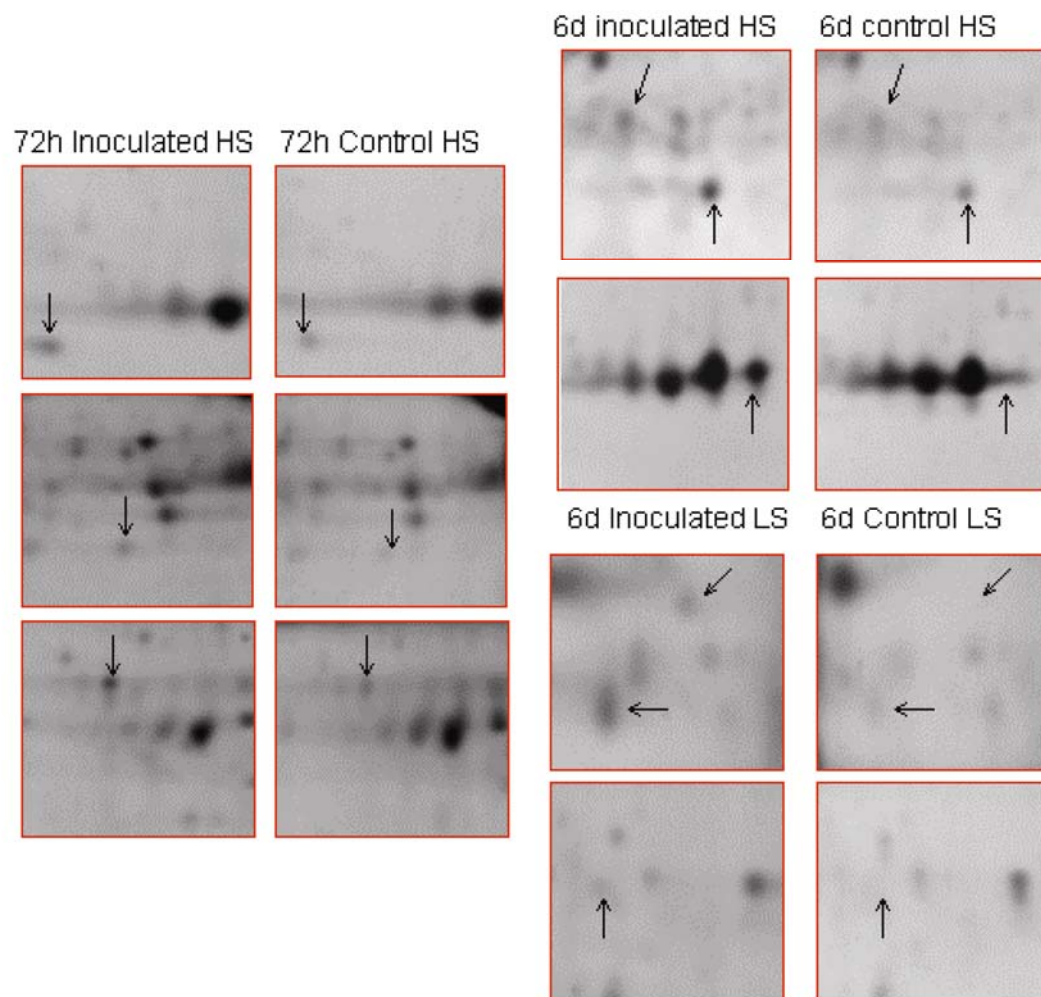 72h Inoculated HS
72h Control HS
6d inoculated HS
6d control HS
6d Inoculated LS
6d Control LS